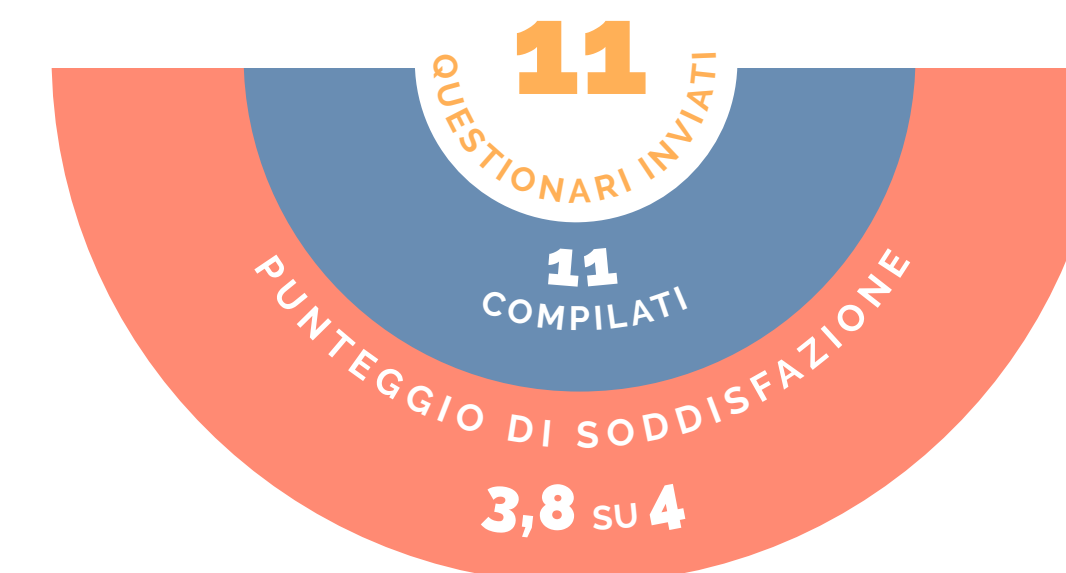 11
QUESTIONARI INVIATI
11
COMPILATI
PUNTEGGIO DI SODDISFAZIONE
3,8 SU 4